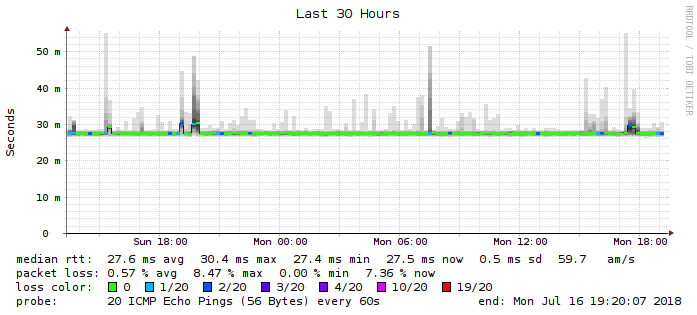 Last 30 Hours
RRDTOOL / TOBI OETIKER
Seconds
50 m
40 m
30 m
20 m
10 m
0
Sun 18:00 Mon 00:00 Mon 06:00 Mon 12:00 Mon 18:00
median rtt: 27.6 ms avg 30.4 ms max 27.4 ms min 27.5 ms now 0.5 ms sd 59.7 am/s
packet loss: 0.57 % avg 8.47 % max 0.00 % min 7.36 % now
loss color: 0 1/20 2/20 3/20 4/20 10/20 19/20
probe: 20 ICMP Echo Pings (56 Bytes) every 60s end: Mon Jul 16 19:20:07 2018